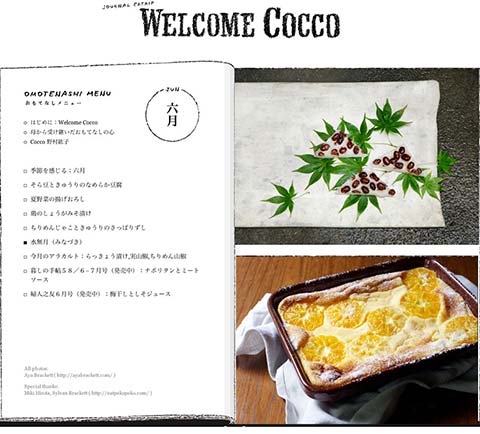 JOURNAL EXTRA
WELCOME COCCO
OMOTENASHI MENU
おもてなしメニュー
JUN
六月
はじめに：Welcome Cocco
母から受け継いだおもてなしの心
Cocco 野村紘子
季節を感じる：六月
そら豆ときゅうりのなめらか豆腐
夏野菜の揚げおろし
鶏のしょうがみそ漬け
ちりめんじゃこときゅうりのさっぱりずし
水無月（みなづき）
今月のアラカルト：らっきょう漬け,実山椒,ちりめん山椒
暮しの手帖５８／６−７月号（発売中）：ナポリタンとミート
ソース
婦人之友６月号（発売中）：梅干しとしそジュース
All photos:
Aya Brackett ( http://ayabrackett.com/ )
Special thanks:
Miki Hirota, Sylvan Brackett ( http://eatpekopeko.com/ )